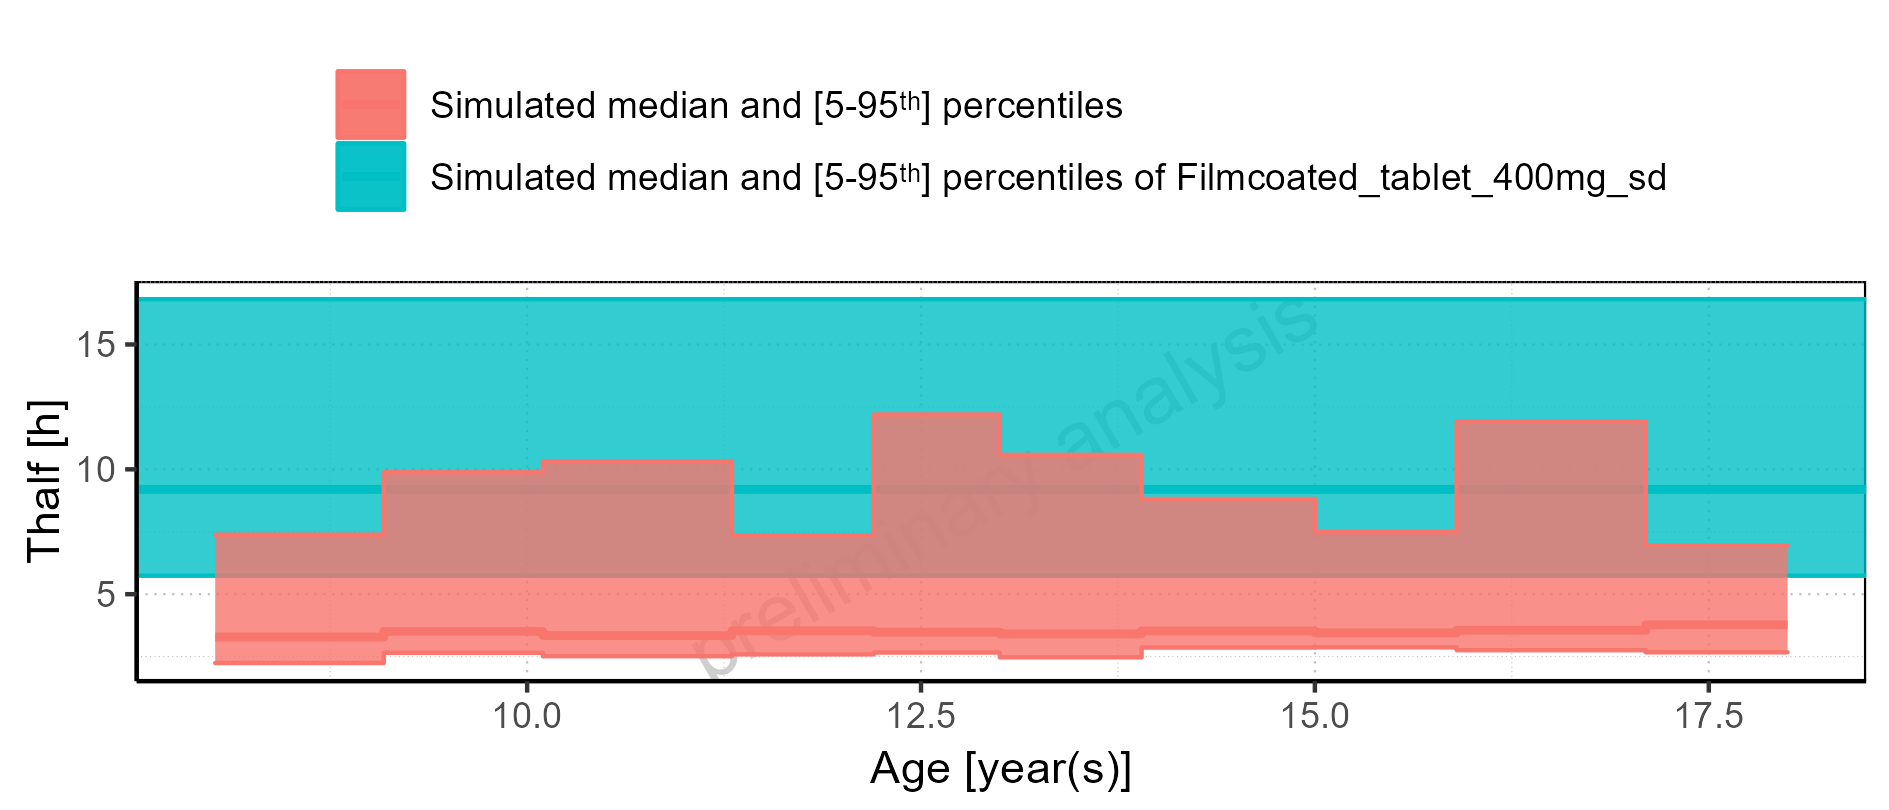 Simulated median and [5-95th] percentiles
Simulated median and [5-95th] percentiles of Filmcoated_tablet_400mg_sd
Thalf [h]
15
10
5
preliminary analysis
10.0 12.5 15.0 17.5
Age [year(s)]